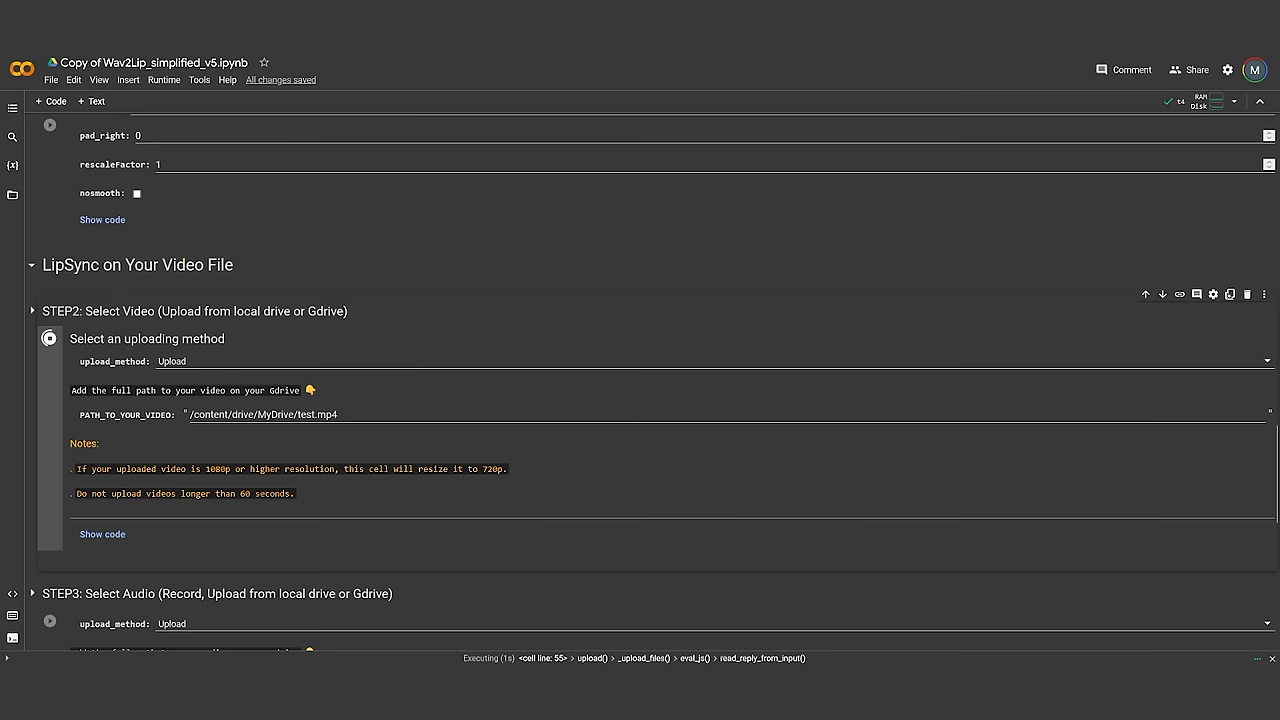 Copy of Wav2Lip_simplified_v5.ipynb
File Edit View Insert Runtime Tools Help All changes saved
Comment Share M
+ Code + Text
t4 RAM Disk
pad_right: 0
rescaleFactor: 1
nosmooth:
Show code
LipSync on Your Video File
STEP2: Select Video (Upload from local drive or Gdrive)
Select an uploading method
upload_method: Upload
Add the full path to your video on your Gdrive 👇
PATH_TO_YOUR_VIDEO: "/content/drive/MyDrive/test.mp4"
Notes:
. If your uploaded video is 1080p or higher resolution, this cell will resize it to 720p.
. Do not upload videos longer than 60 seconds.
Show code
STEP3: Select Audio (Record, Upload from local drive or Gdrive)
upload_method: Upload
Executing (1s) <cell line: 55> > upload() > _upload_files() > eval_js() > read_reply_from_input()